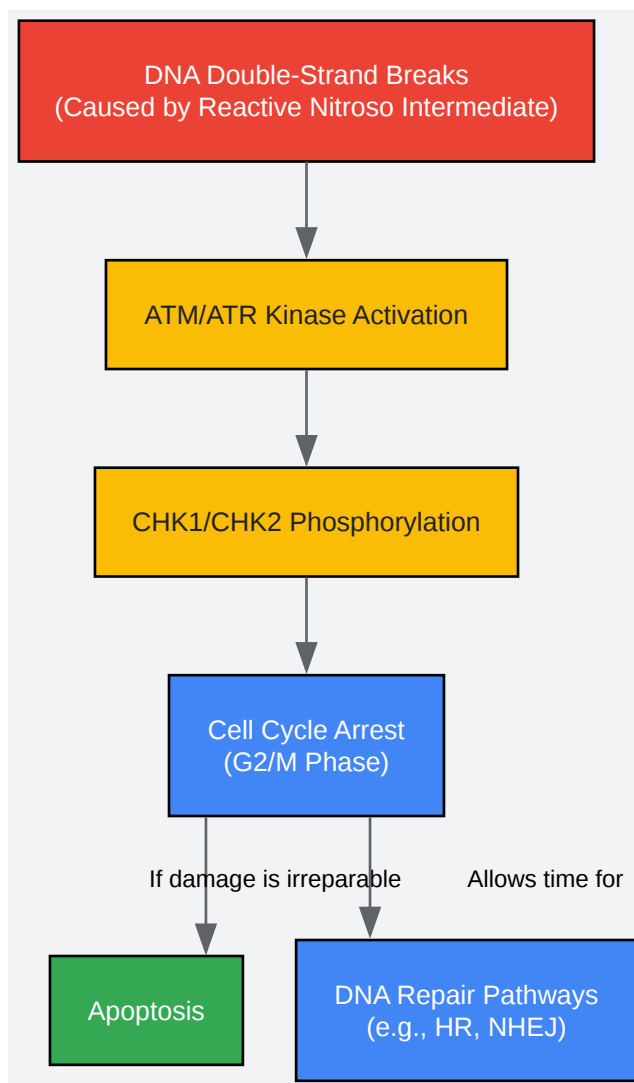 DNA Double-Strand Breaks
(Caused by Reactive Nitroso Intermediate)
ATM/ATR Kinase Activation
CHK1/CHK2 Phosphorylation
Cell Cycle Arrest
(G2/M Phase)
If damage is irreparable
Allows time for
Apoptosis
DNA Repair Pathways
(e.g., HR, NHEJ)